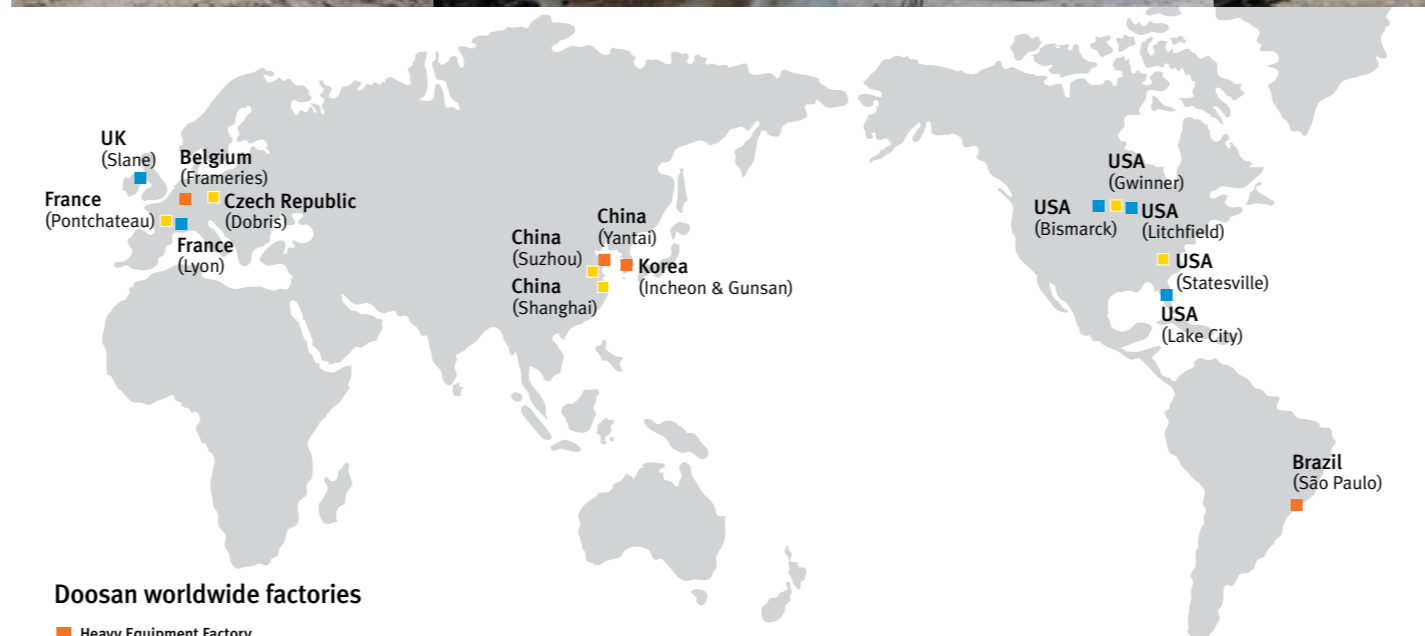 UK
(Slane)
Belgium
(Frameries)
France
(Pontchateau)
Czech Republic
(Dobris)
France
(Lyon)
China
(Suzhou)
China
(Yantai)
Korea
(Incheon & Gunsan)
China
(Shanghai)
USA
(Gwinner)
USA
(Bismarck)
USA
(Litchfield)
USA
(Statesville)
USA
(Lake City)
Brazil
(São Paulo)
Doosan worldwide factories
Heavy Equipment Factory